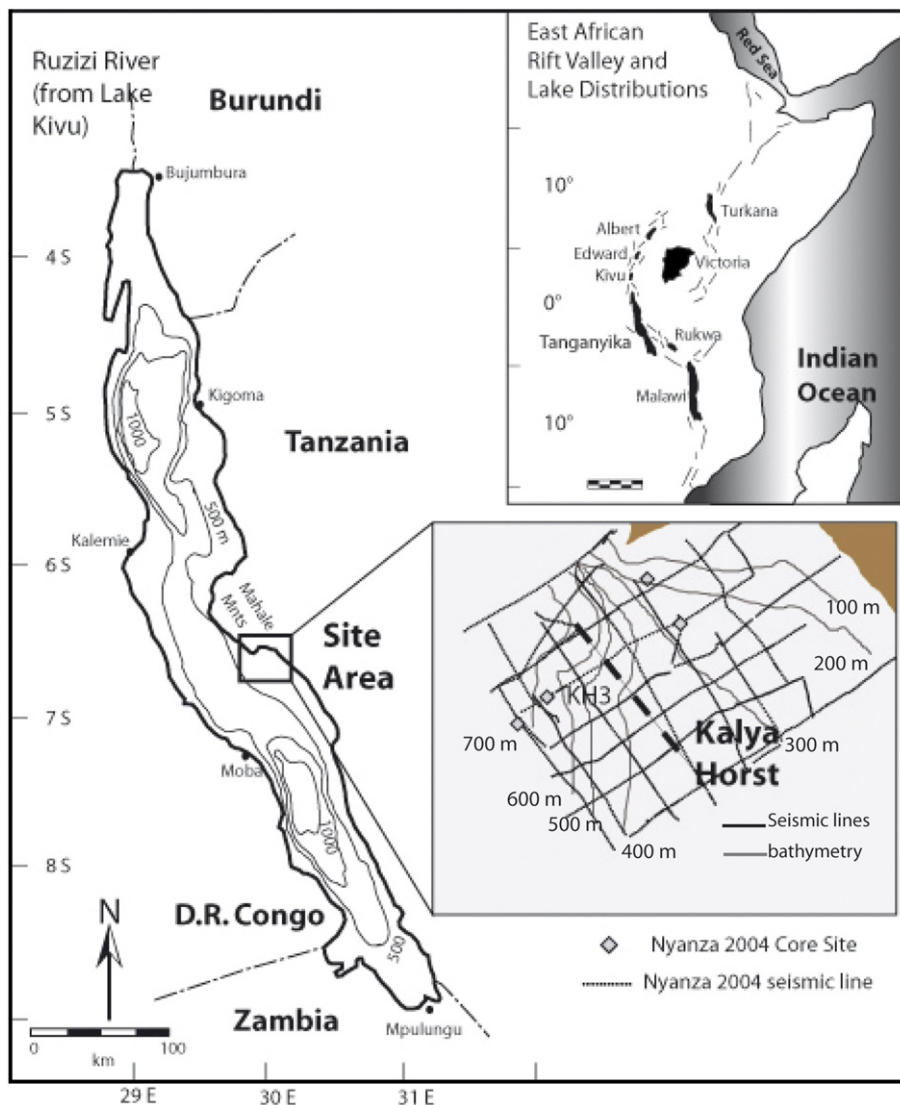 Ruzizi River
(from Lake
Kivu)
Burundi
Bujumbura
4 S
Kigoma
5 S
1000
Tanzania
500 m
Kalemie
6 S
Mahale
Mnts
Site
Area
7 S
Moba
1000
8 S
D.R. Congo
500
N
Zambia
Mpulungu
0
100
km
29 E
30 E
31 E
East African
Rift Valley and
Lake Distributions
Red Sea
10°
Turkana
Albert
Edward
Victoria
Kivu
0°
Tanganyika
Rukwa
Indian
Ocean
Malawi
10°
100 m
200 m
KH3
700 m
Kalya
Horst
300 m
600 m
500 m
400 m
Seismic lines
bathymetry
Nyanza 2004 Core Site
Nyanza 2004 seismic line